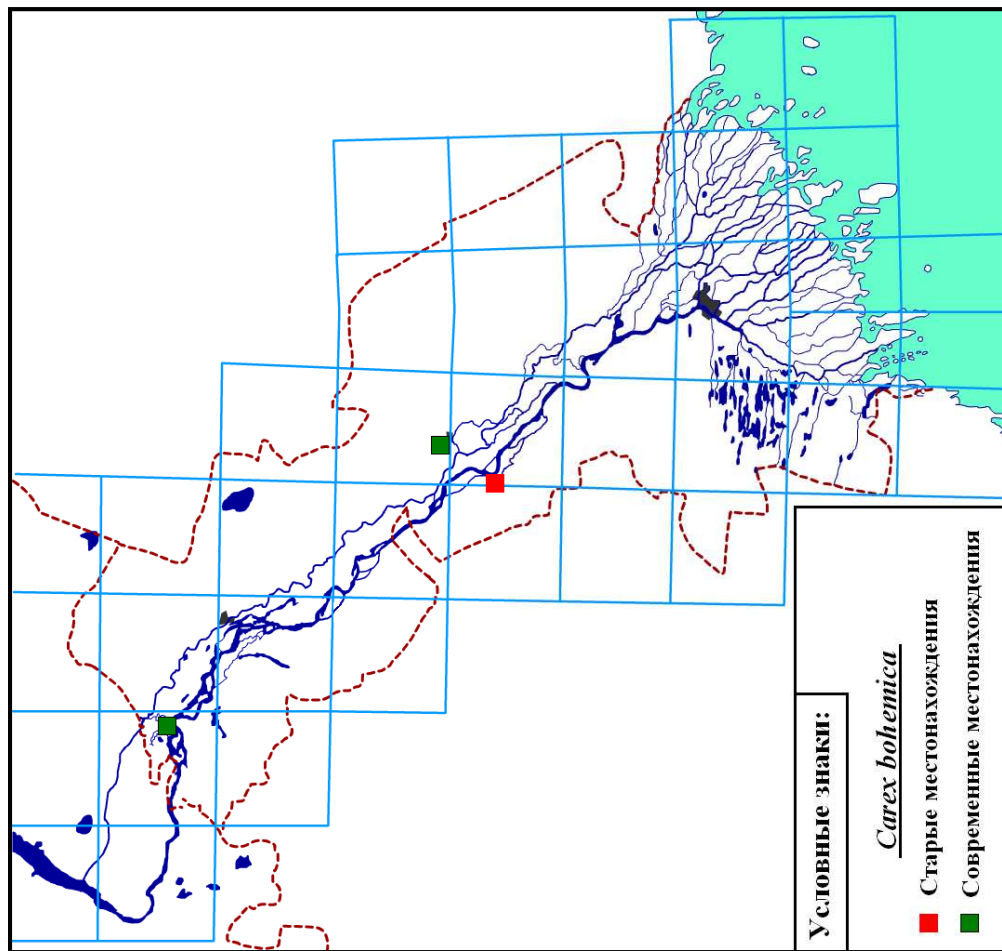 Условные знаки:
Carex bohemica
Старые местонахождения
Современные местонахождения